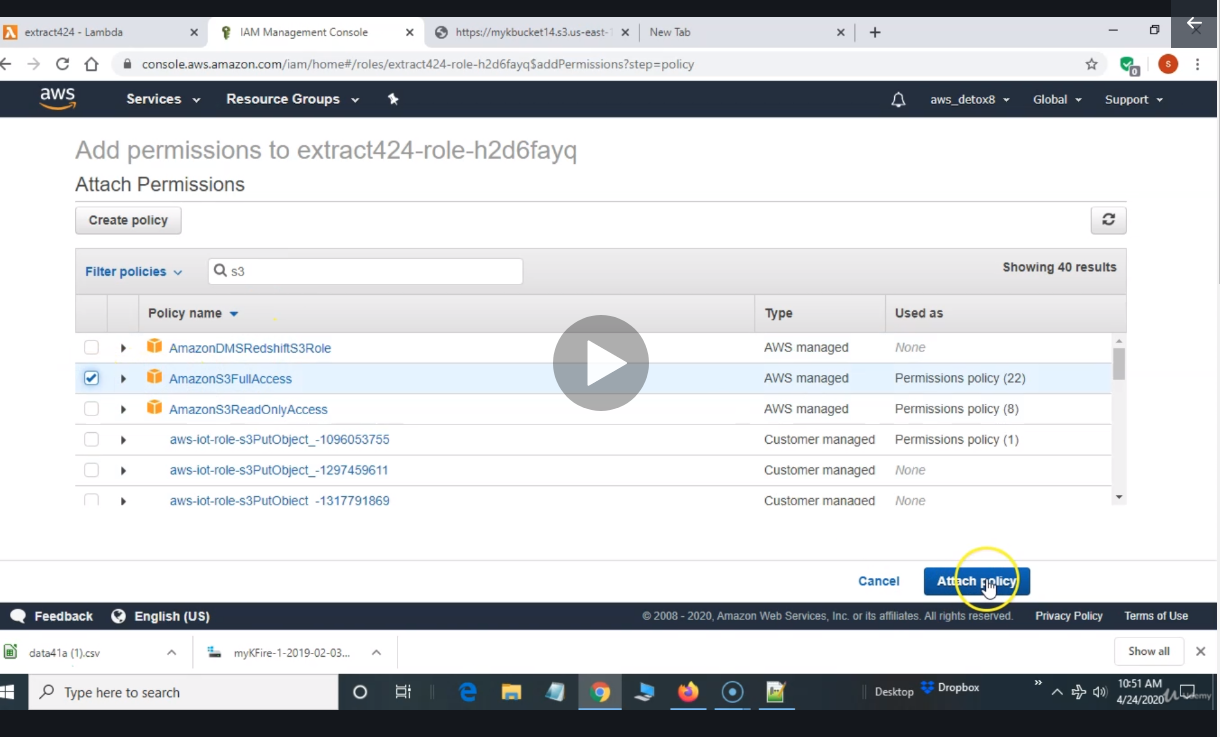 extract424 - Lambda
IAM Management Console
https://mykbucket14.s3.us-east-
New Tab
console.aws.amazon.com/iam/home#/roles/extract424-role-h2d6fayq$addPermissions?step=policy
0
S
aws
Services
Resource Groups
aws_detox8
Global
Support
Add permissions to extract424-role-h2d6fayq
Attach Permissions
Create policy
Filter policies
s3
Showing 40 results
Policy name
Type
Used as
AmazonDMSRedshiftS3Role
AWS managed
None
AmazonS3FullAccess
AWS managed
Permissions policy (22)
AmazonS3ReadOnlyAccess
AWS managed
Permissions policy (8)
aws-iot-role-s3PutObject_-1096053755
Customer managed
Permissions policy (1)
aws-iot-role-s3PutObject_-1297459611
Customer managed
None
aws-iot-role-s3PutObject_-1317791869
Customer managed
None
Cancel
Attach policy
Feedback
English (US)
© 2008 - 2020, Amazon Web Services, Inc. or its affiliates. All rights reserved.
Privacy Policy
Terms of Use
data41a (1).csv
myKFire-1-2019-02-03...
Show all
Type here to search
Desktop
Dropbox
10:51 AM
4/24/2020
Udemy